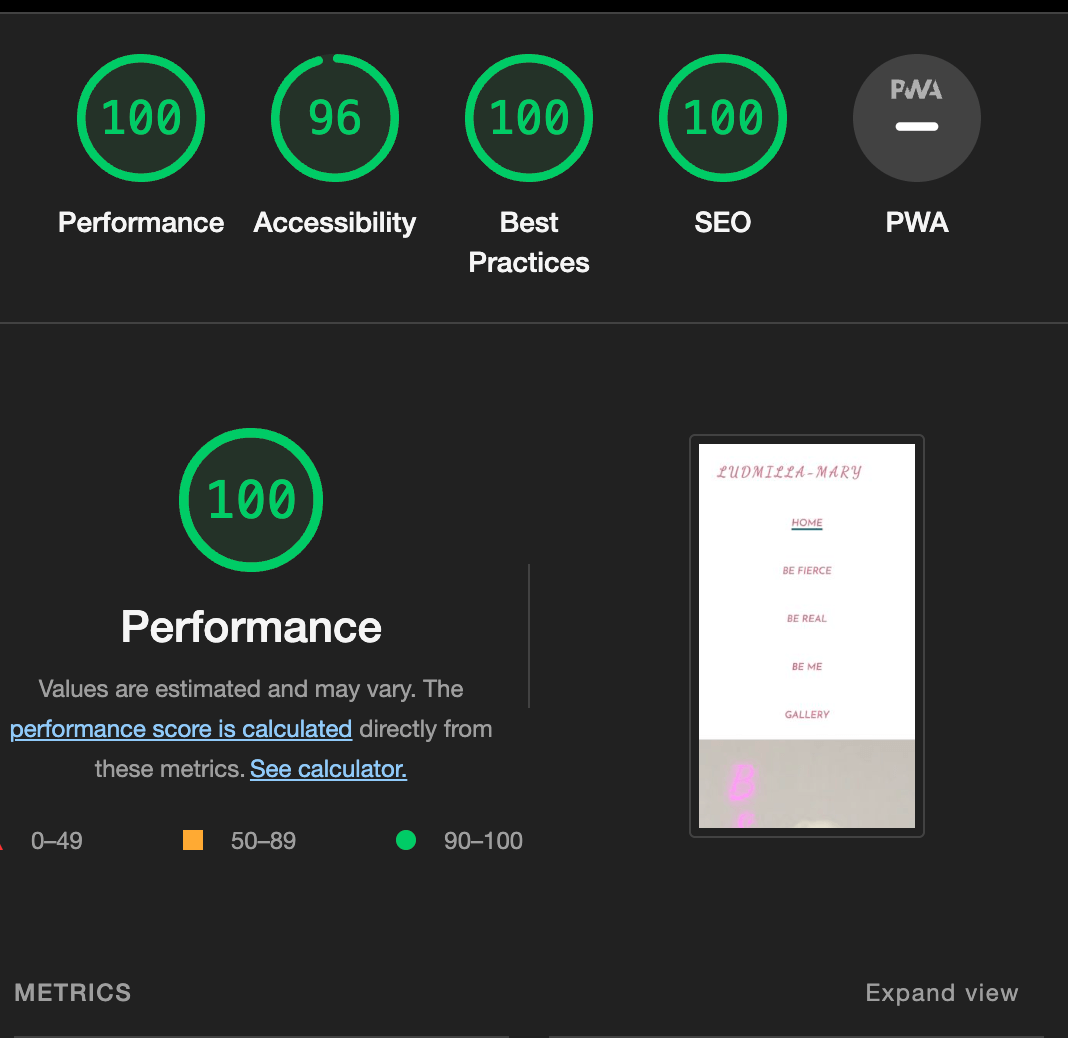 100
96
100
100
PWA
Performance
Accessibility
Best
Practices
SEO
PWA
100
Performance
Values are estimated and may vary. The
performance score is calculated directly from
these metrics. See calculator.
0–49
50–89
90–100
LUDMILLA-MARY
HOME
BE FIERCE
BE REAL
BE ME
GALLERY
B
METRICS
Expand view